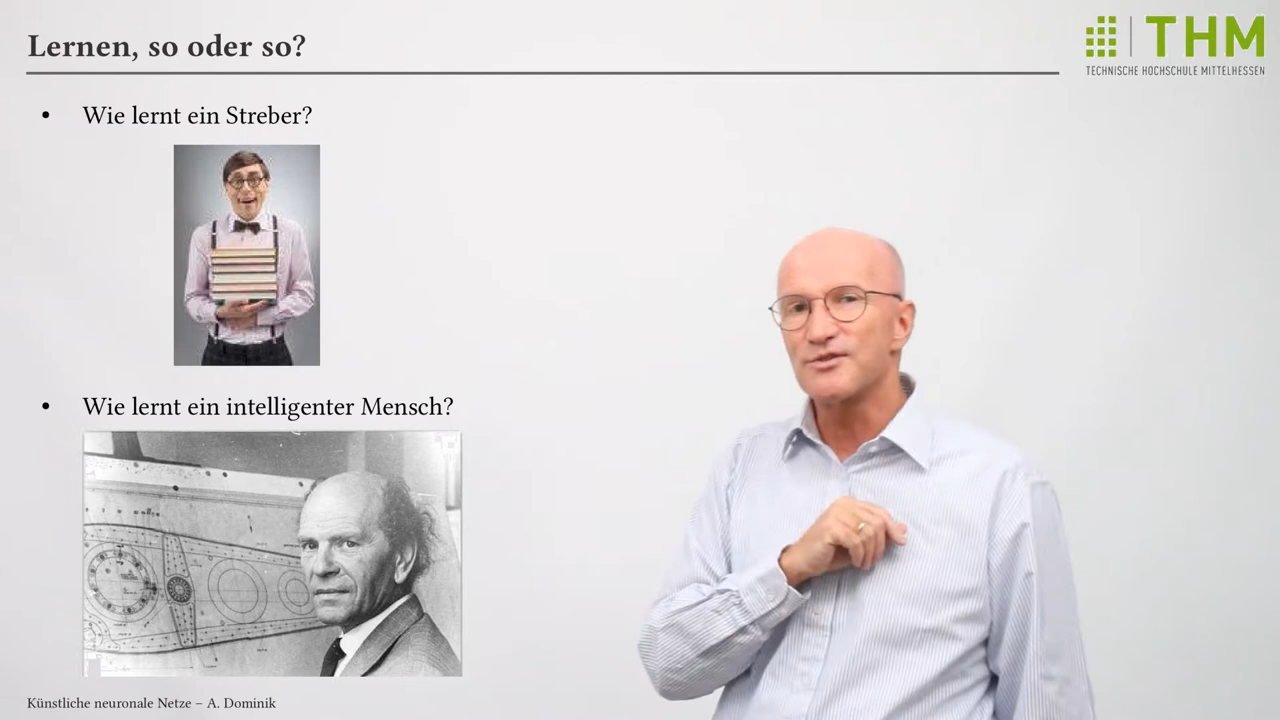 Lernen, so oder so?
THM
TECHNISCHE HOCHSCHULE MITTELHESSEN
• Wie lernt ein Streber?
• Wie lernt ein intelligenter Mensch?
Künstliche neuronale Netze – A. Dominik